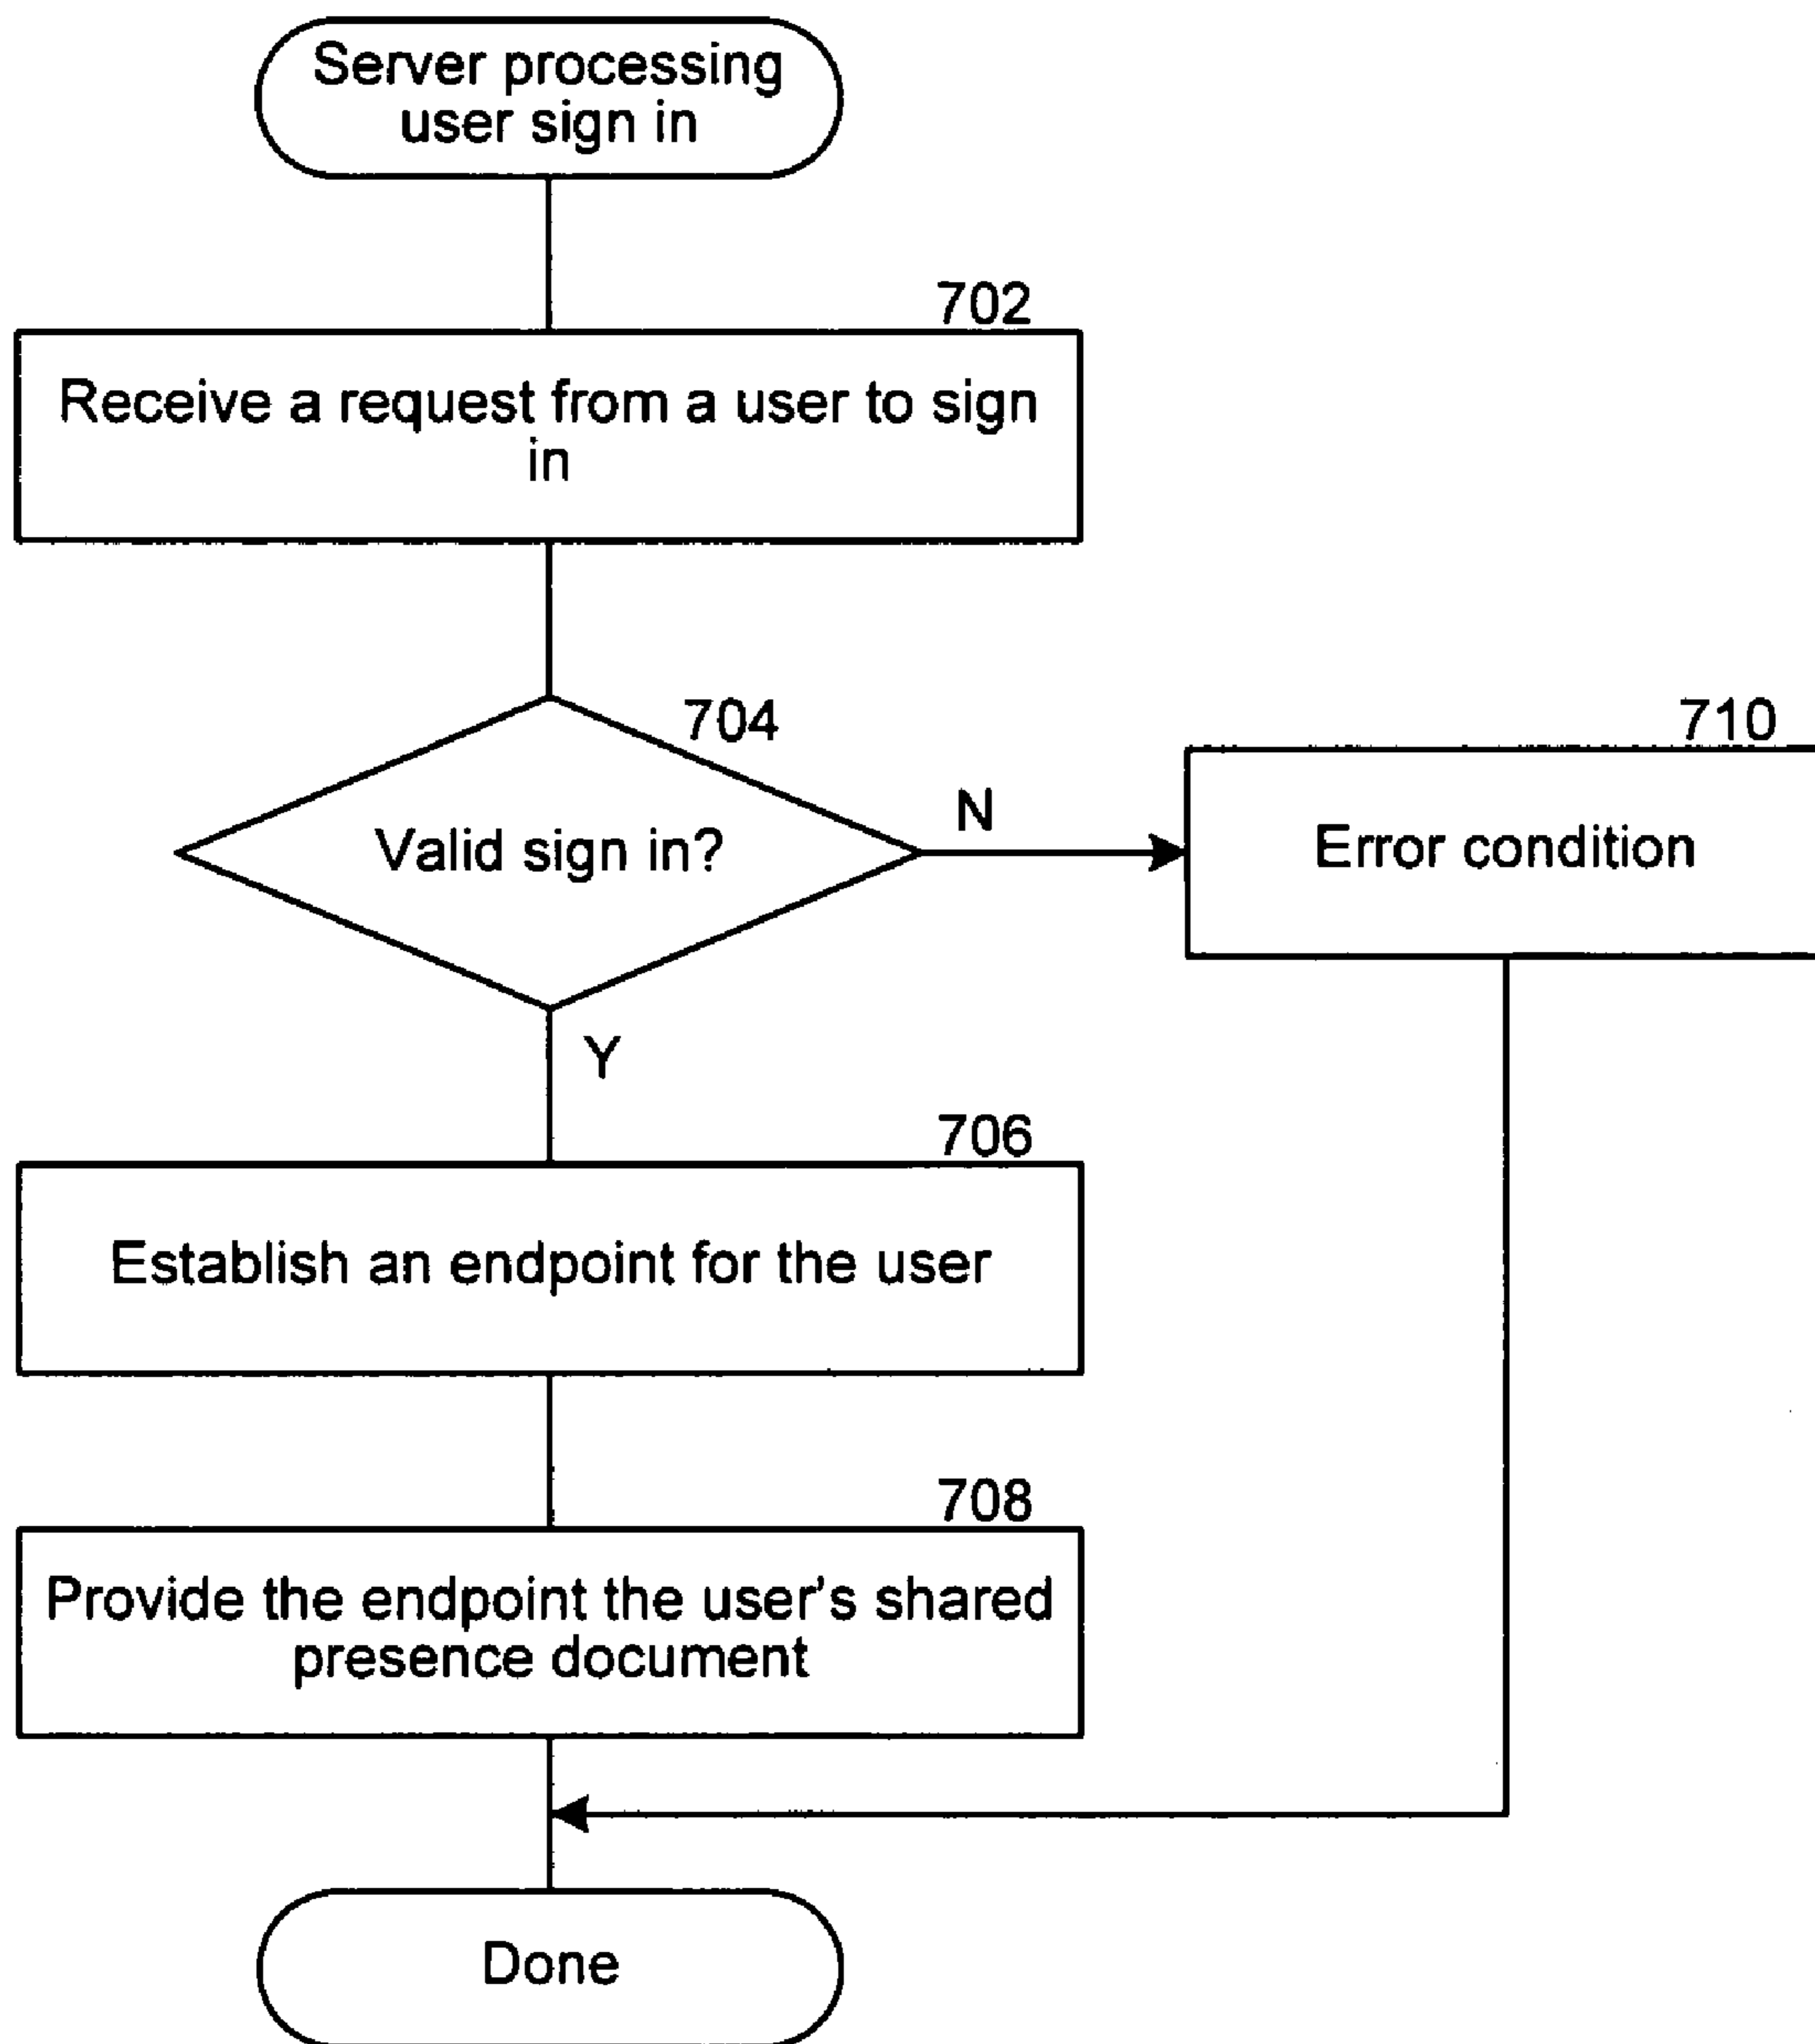 Server processing
user sign in
702
Receive a request from a user to sign
in
704
Valid sign in?
N
710
Error condition
Y
706
Establish an endpoint for the user
708
Provide the endpoint the user's shared
presence document
Done